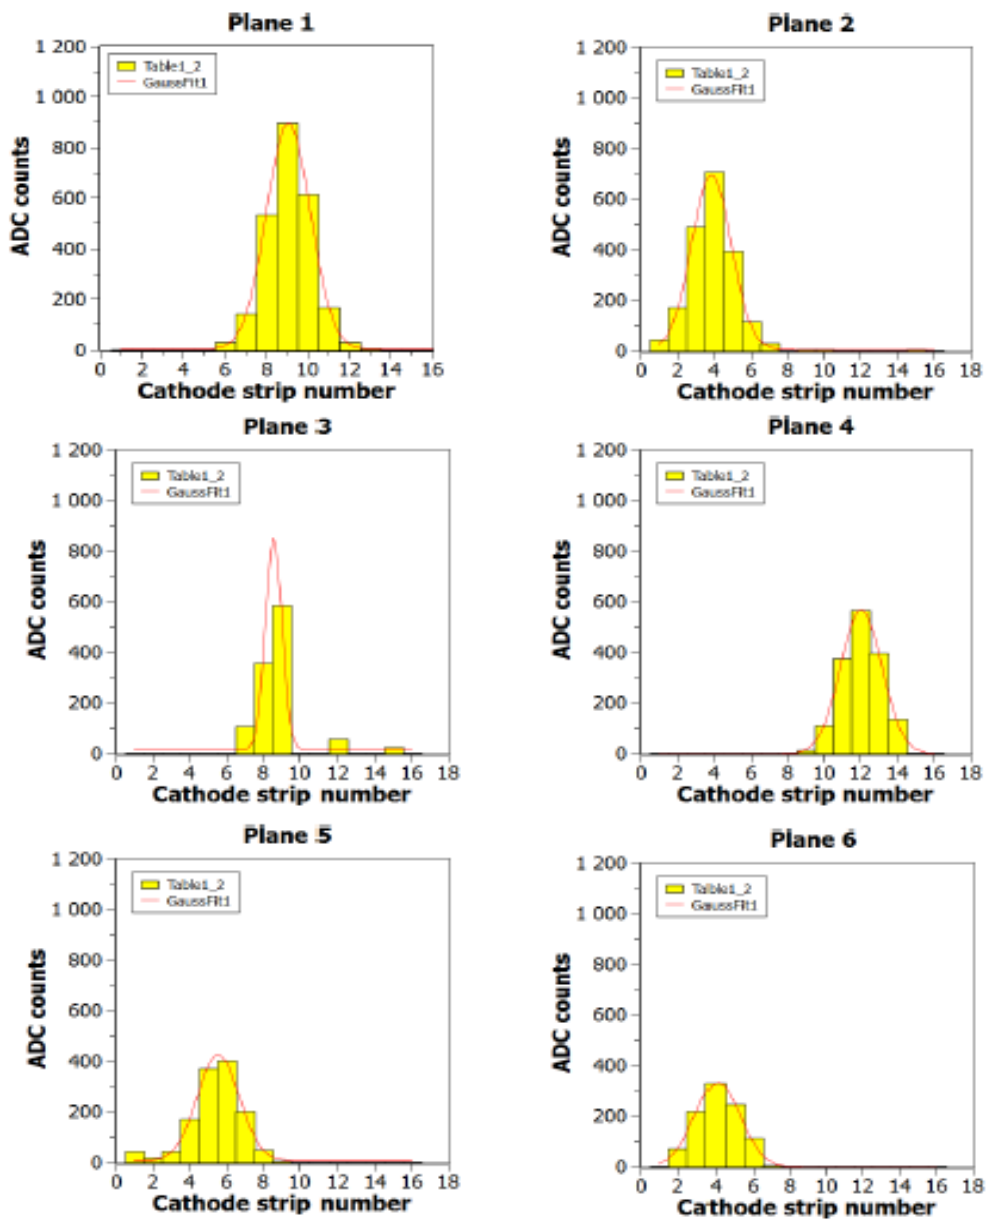 Plane 1
1 200
1 000
800
600
400
200
0
ADC counts
Table1_2
GaussFit1
0 2 4 6 8 10 12 14 16
Cathode strip number
Plane 2
1 200
1 000
800
600
400
200
0
ADC counts
Table1_2
GaussFit1
0 2 4 6 8 10 12 14 16 18
Cathode strip number
Plane 3
1 200
1 000
800
600
400
200
0
ADC counts
Table1_2
GaussFit1
0 2 4 6 8 10 12 14 16 18
Cathode strip number
Plane 4
1 200
1 000
800
600
400
200
0
ADC counts
Table1_2
GaussFit1
0 2 4 6 8 10 12 14 16 18
Cathode strip number
Plane 5
1 200
1 000
800
600
400
200
0
ADC counts
Table1_2
GaussFit1
0 2 4 6 8 10 12 14 16 18
Cathode strip number
Plane 6
1 200
1 000
800
600
400
200
0
ADC counts
Table1_2
GaussFit1
0 2 4 6 8 10 12 14 16 18
Cathode strip number